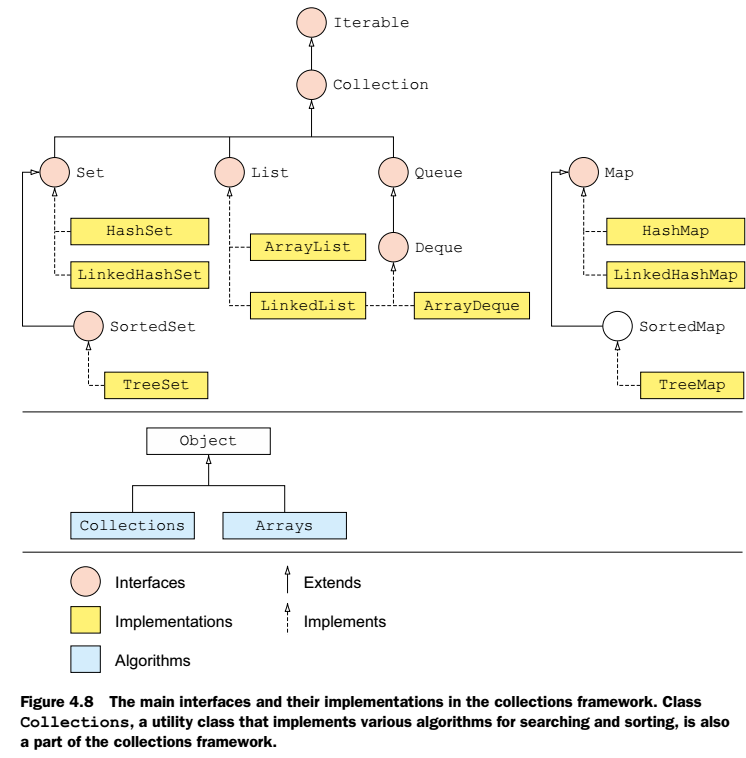 Iterable
Collection
Set
List
Queue
Map
HashSet
ArrayList
Deque
HashMap
LinkedHashSet
LinkedHashMap
LinkedList
ArrayDeque
SortedSet
SortedMap
TreeSet
TreeMap
Object
Collections
Arrays
Interfaces
Extends
Implementations
Implements
Algorithms
Figure 4.8 The main interfaces and their implementations in the collections framework. Class
Collections, a utility class that implements various algorithms for searching and sorting, is also
a part of the collections framework.